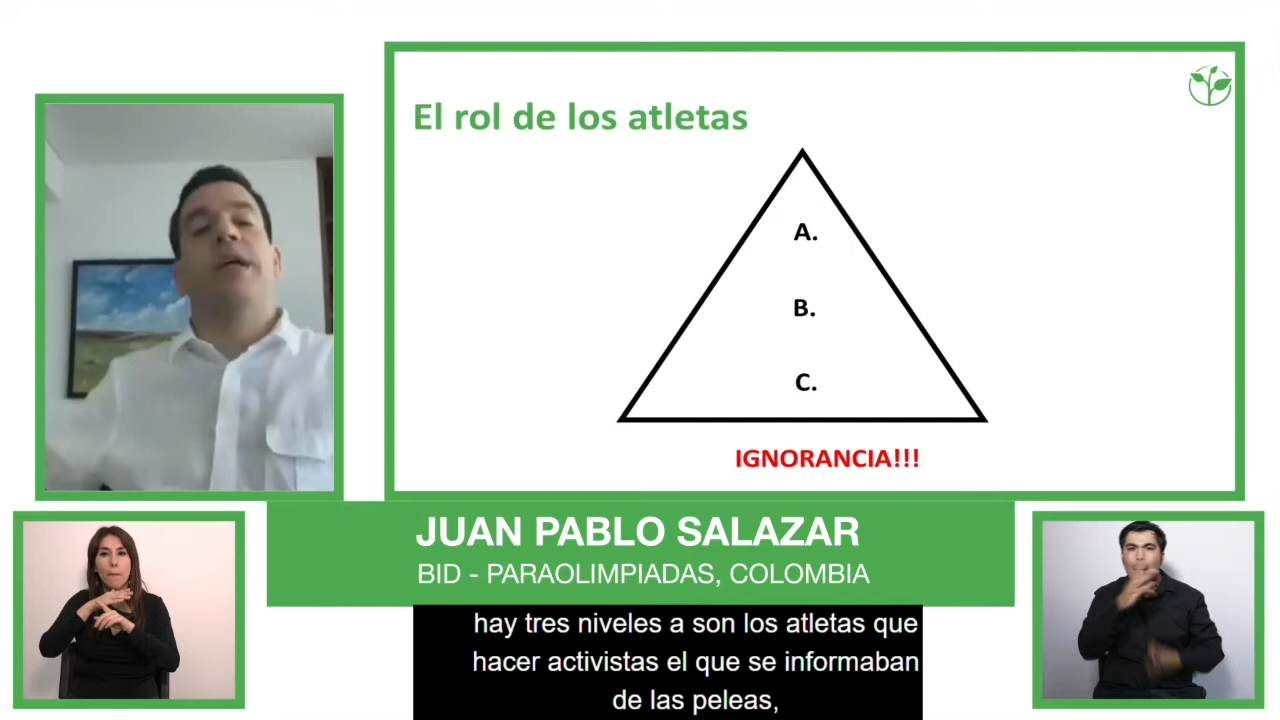 El rol de los atletas
A.
B.
C.
IGNORANCIA!!!
JUAN PABLO SALAZAR
BID - PARAOLIMPIADAS, COLOMBIA
hay tres niveles a son los atletas que
hacer activistas el que se informaban
de las peleas,